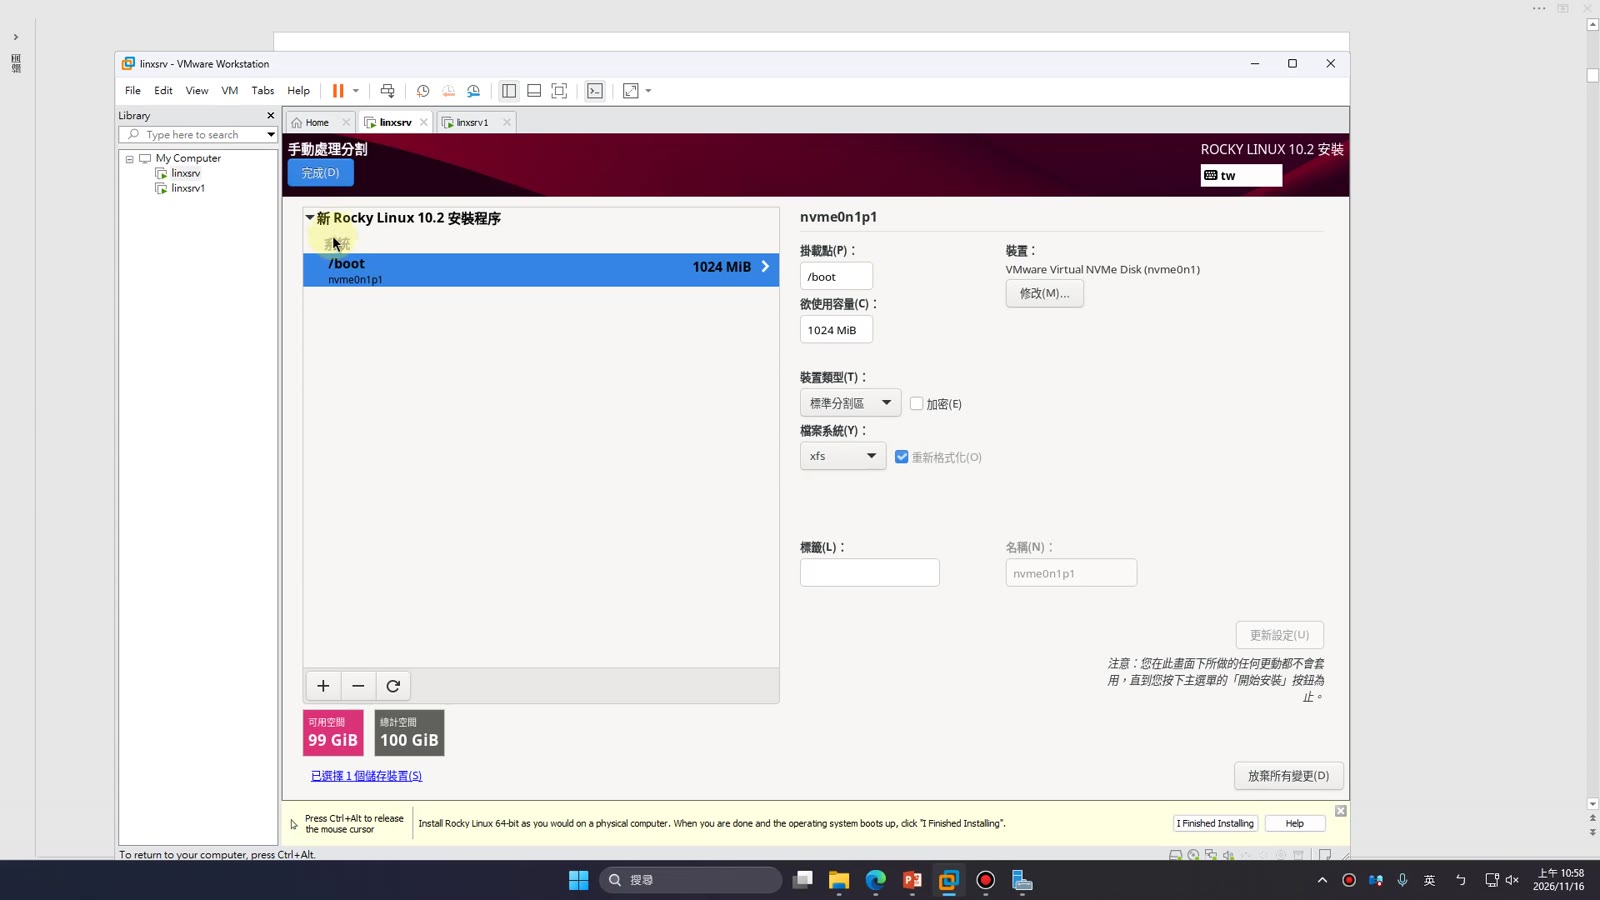 linxsrv - VMware Workstation
File Edit View VM Tabs Help
Library
Type here to search
My Computer
linxsrv
linxsrv1
Home
linxsrv
linxsrv1
手動處理分割
完成(D)
ROCKY LINUX 10.2 安裝
tw
新 Rocky Linux 10.2 安裝程序
系統
/boot
1024 MiB
nvme0n1p1
nvme0n1p1
掛載點(P)：
/boot
欲使用容量(C)：
1024 MiB
裝置：
VMware Virtual NVMe Disk (nvme0n1)
修改(M)...
裝置類型(T)：
標準分割區
加密(E)
檔案系統(Y)：
xfs
重新格式化(O)
標籤(L)：
名稱(N)：
nvme0n1p1
更新設定(U)
注意：您在此畫面下所做的任何更動都不會套
用，直到您按下主選單的「開始安裝」按鈕為
止。
可用空間
99 GiB
總計空間
100 GiB
已選擇 1 個儲存裝置(S)
放棄所有變更(D)
Press Ctrl+Alt to release
the mouse cursor
Install Rocky Linux 64-bit as you would on a physical computer. When you are done and the operating system boots up, click "I Finished Installing".
I Finished Installing
Help
To return to your computer, press Ctrl+Alt.
搜尋
英
ㄅ
上午 10:58
2026/11/16